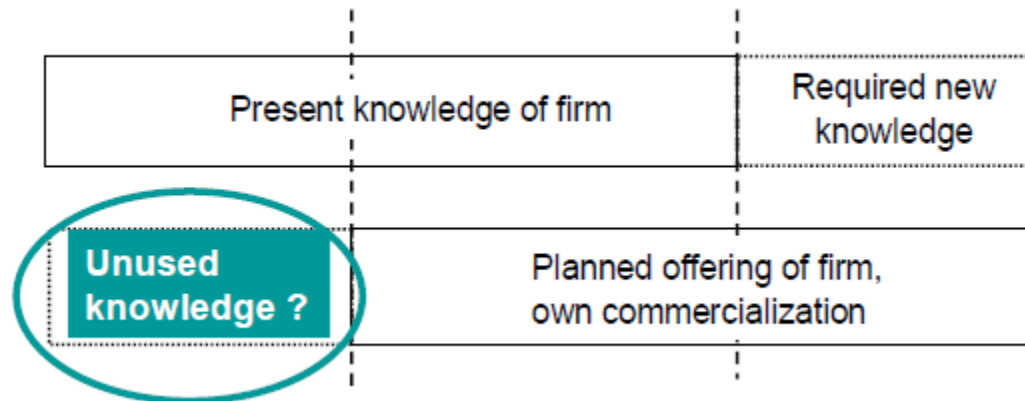 Present knowledge of firm
Required new
knowledge
Unused
knowledge ?
Planned offering of firm,
own commercialization